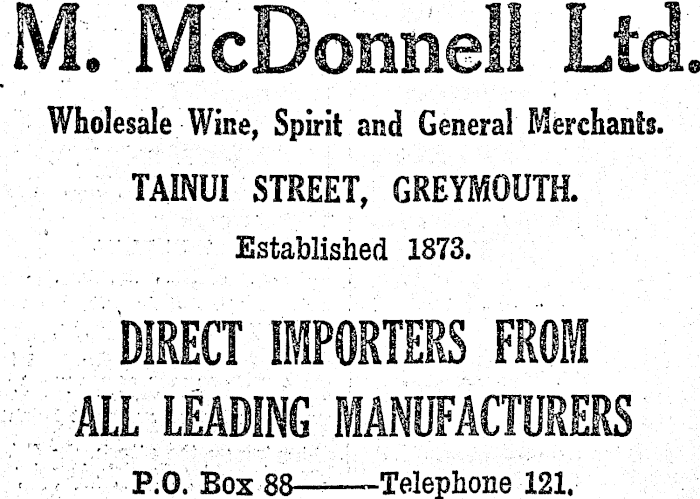 M. McDonnell Ltd.
Wholesale Wine, Spirit and General Merchants.
TAINUI STREET, GREYMOUTH.
Established 1873.
DIRECT IMPORTERS FROM
ALL LEADING MANUFACTURERS
P.O. Box 88———Telephone 121.